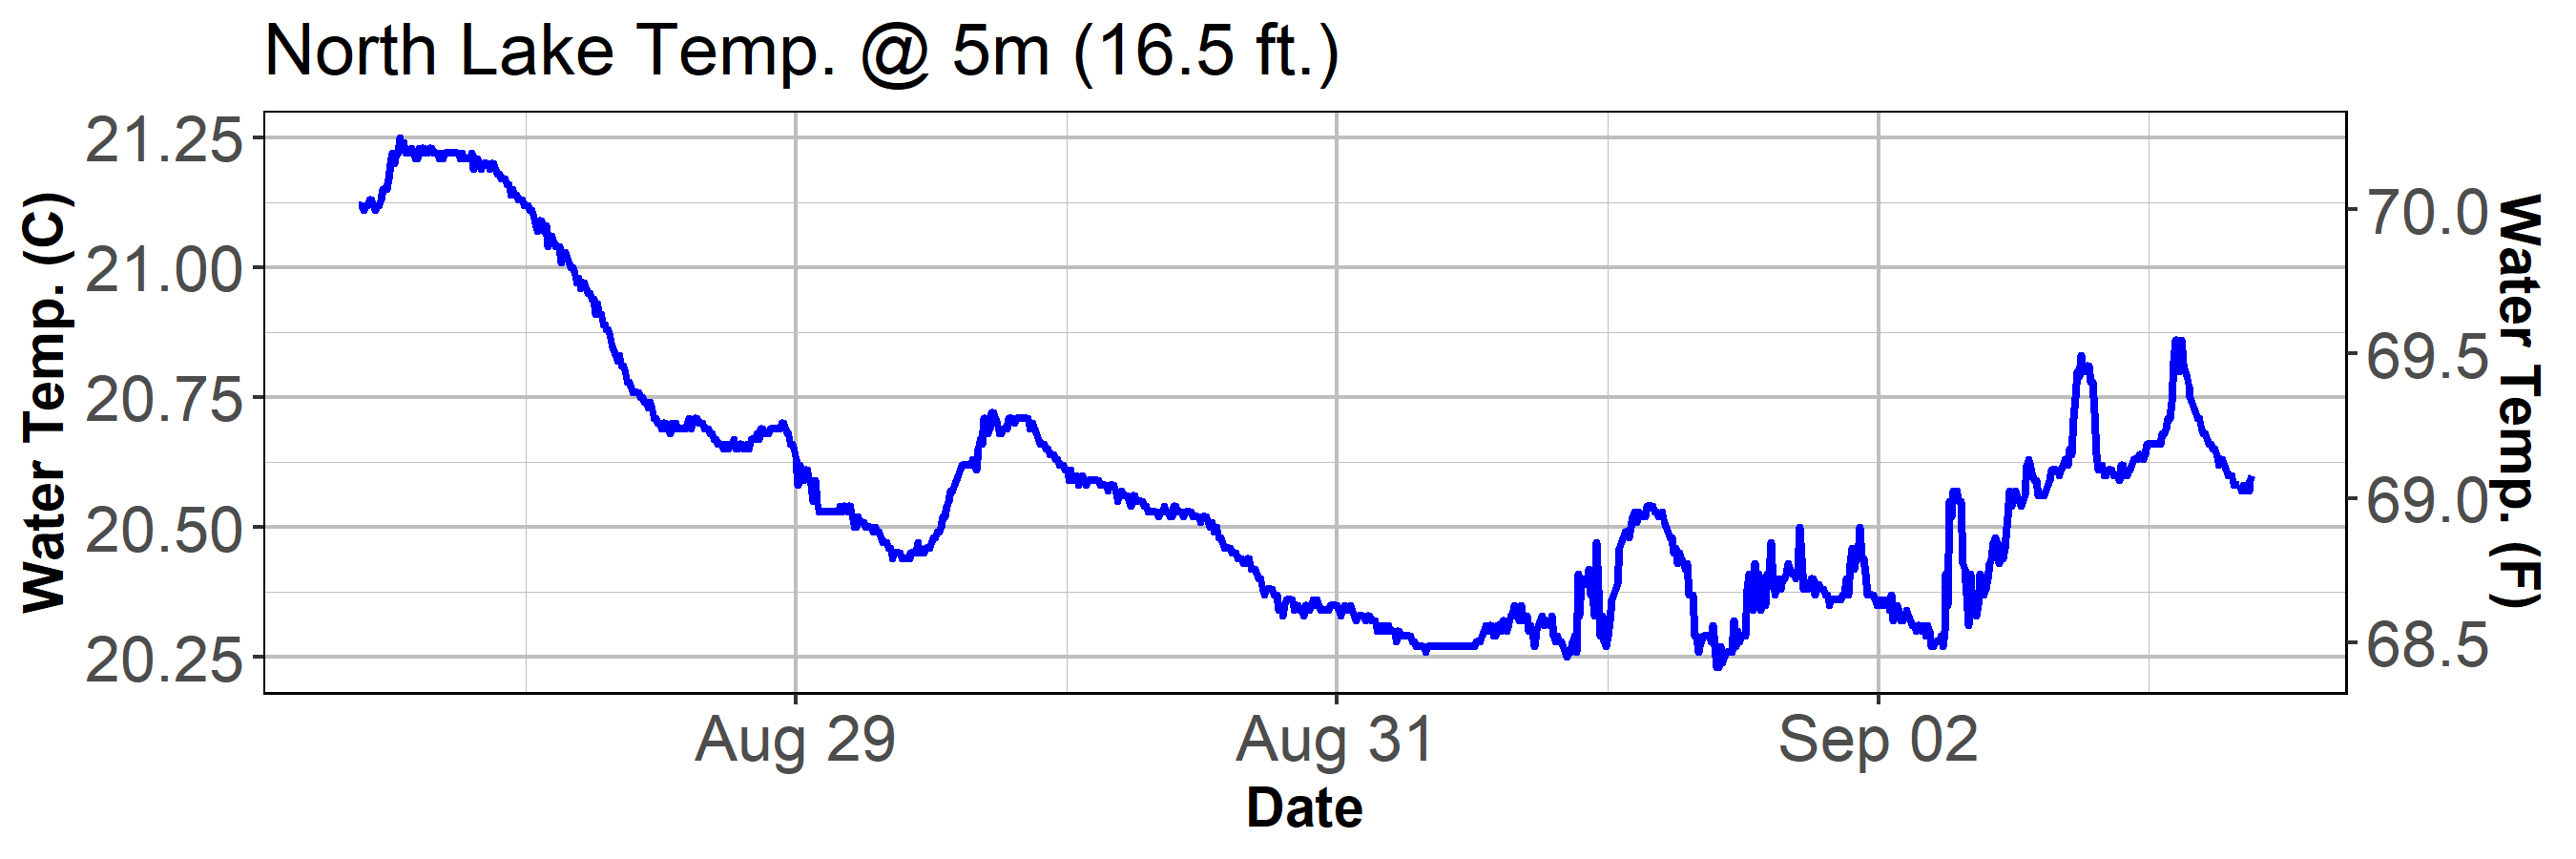 North Lake Temp. @ 5m (16.5 ft.)
Water Temp. (C)
21.25
21.00
20.75
20.50
20.25
70.0
69.5
69.0
68.5
Water Temp. (F)
Aug 29
Aug 31
Sep 02
Date